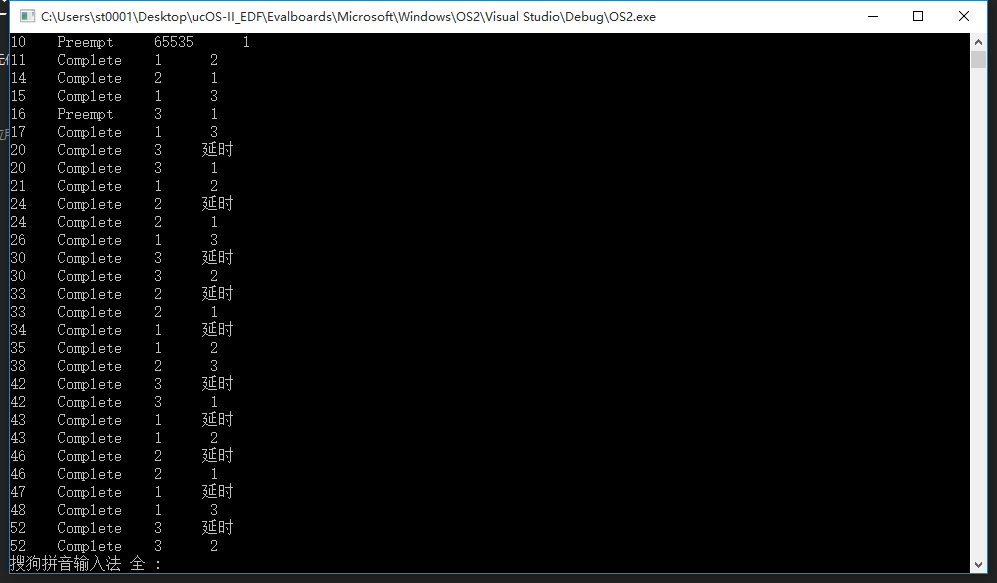 C:\Users\st0001\Desktop\ucOS-II_EDF\Evalboards\Microsoft\Windows\OS2\Visual Studio\Debug\OS2.exe
10 Preempt 65535 1
11 Complete 1 2
14 Complete 2 1
15 Complete 1 3
16 Preempt 3 1
17 Complete 1 3
20 Complete 3 延时
20 Complete 3 1
21 Complete 1 2
24 Complete 2 延时
24 Complete 2 1
26 Complete 1 3
30 Complete 3 延时
30 Complete 3 2
33 Complete 2 延时
33 Complete 2 1
34 Complete 1 延时
35 Complete 1 2
38 Complete 2 3
42 Complete 3 延时
42 Complete 3 1
43 Complete 1 延时
43 Complete 1 2
46 Complete 2 延时
46 Complete 2 1
47 Complete 1 延时
48 Complete 1 3
52 Complete 3 延时
52 Complete 3 2
搜狗拼音输入法 全 :